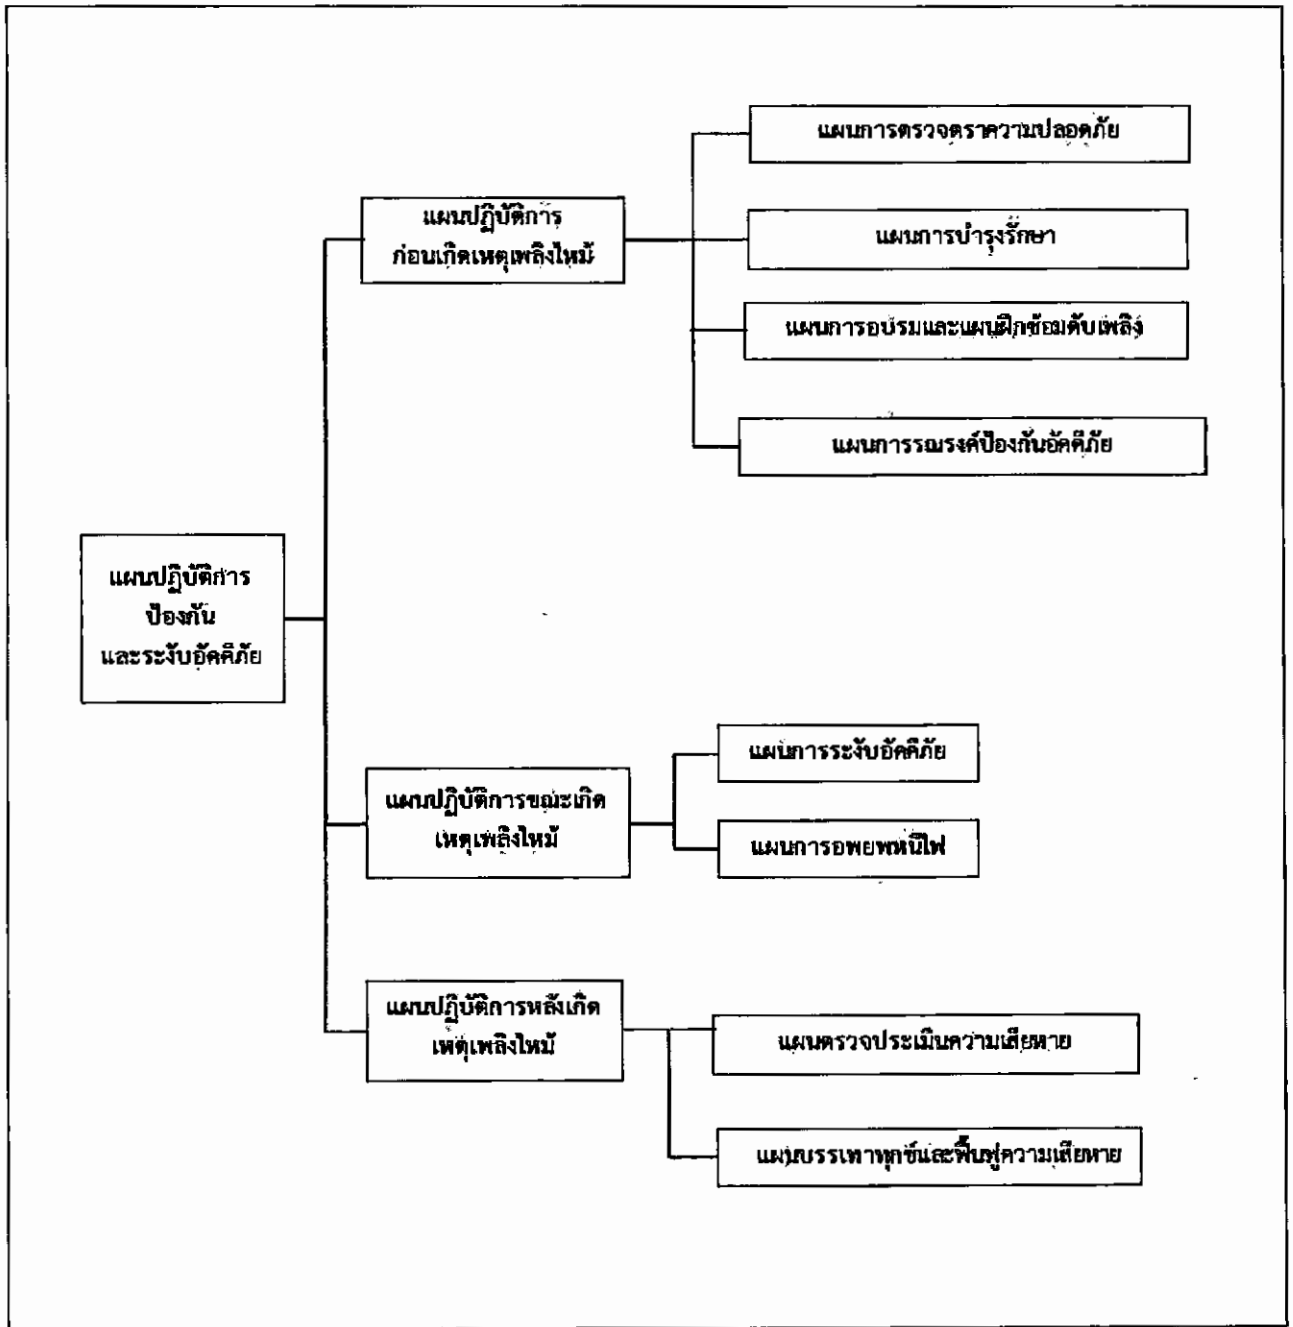 แผนการตรวจตราความปลอดภัย
แผนปฏิบัติการ
ก่อนเกิดเหตุเพลิงไหม้
แผนการบำรุงรักษา
แผนการอบรมและแผนฝึกซ้อมดับเพลิง
แผนการรณรงค์ป้องกันอัคคีภัย
แผนปฏิบัติการ
ป้องกัน
และระงับอัคคีภัย
แผนปฏิบัติการขณะเกิด
เหตุเพลิงไหม้
แผนการระงับอัคคีภัย
แผนการอพยพหนีไฟ
แผนปฏิบัติการหลังเกิด
เหตุเพลิงไหม้
แผนตรวจประเมินความเสียหาย
แผนบรรเทาทุกข์และฟื้นฟูความเสียหาย